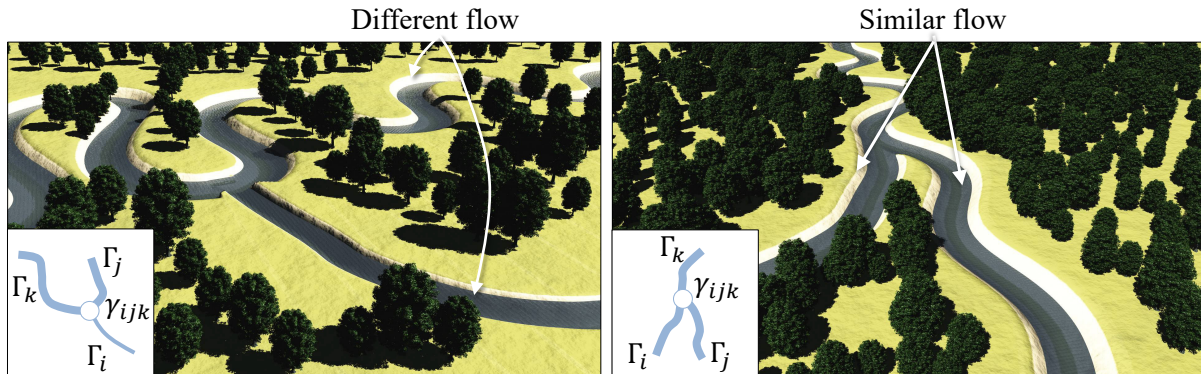 Different flow
Similar flow
Γk
Γj
γijk
Γi
Γk
γijk
Γi
Γj